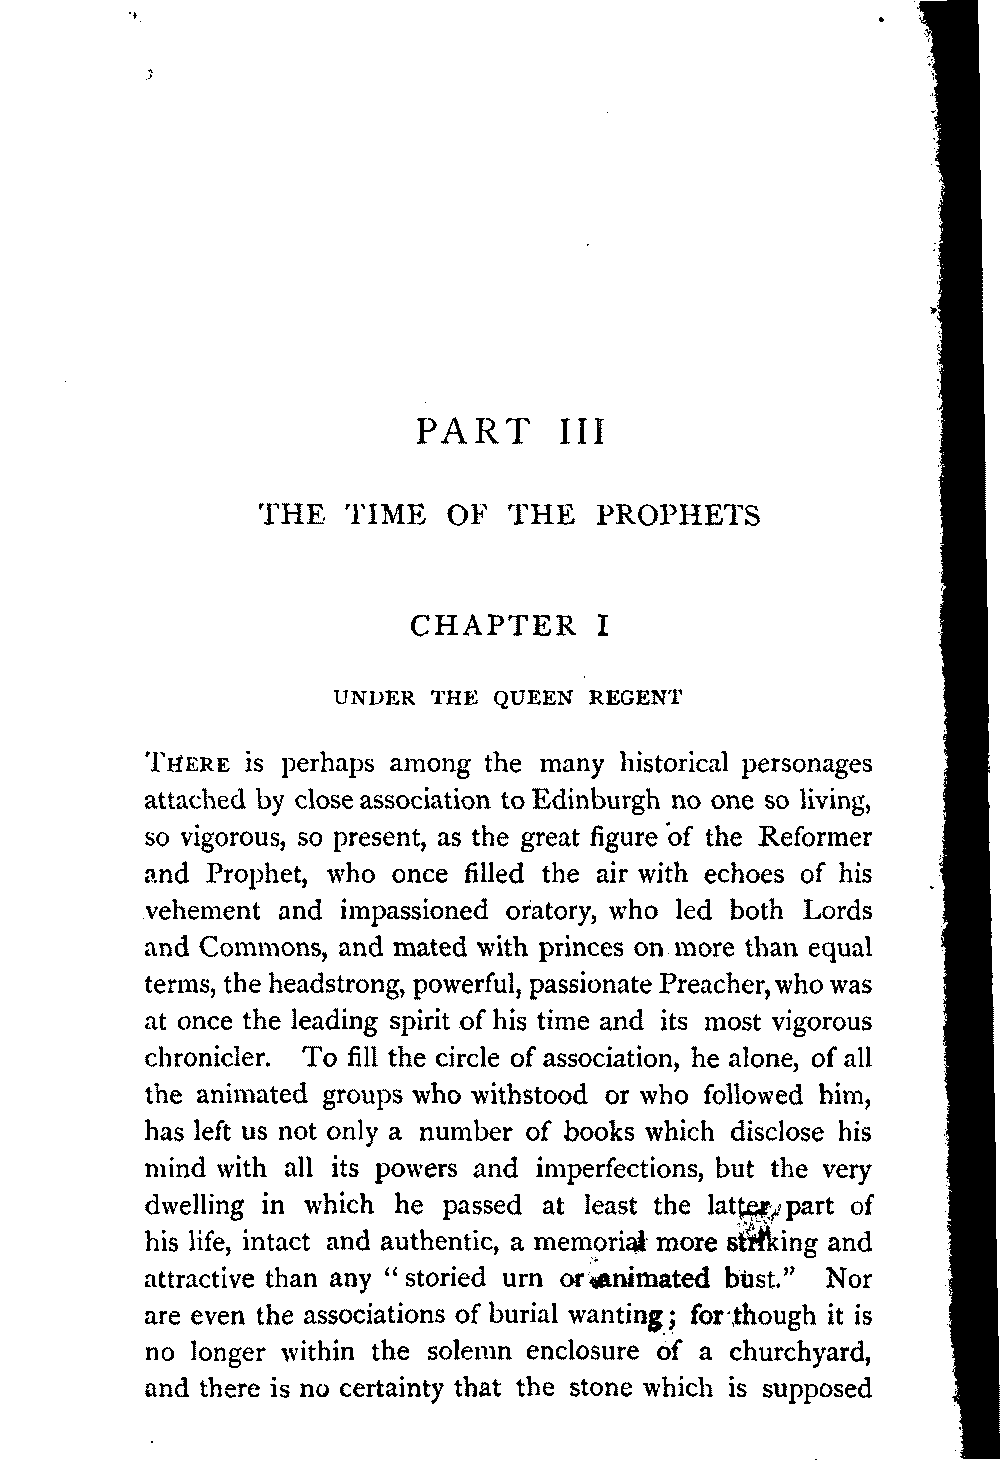 PART III
THE TIME OF THE PROPHETS
CHAPTER I
UNDER THE QUEEN REGENT
THERE is perhaps among the many historical personages
attached by close association to Edinburgh no one so living,
so vigorous, so present, as the great figure of the Reformer
and Prophet, who once filled the air with echoes of his
vehement and impassioned oratory, who led both Lords
and Commons, and mated with princes on more than equal
terms, the headstrong, powerful, passionate Preacher, who was
at once the leading spirit of his time and its most vigorous
chronicler. To fill the circle of association, he alone, of all
the animated groups who withstood or who followed him,
has left us not only a number of books which disclose his
mind with all its powers and imperfections, but the very
dwelling in which he passed at least the latter part of
his life, intact and authentic, a memorial more striking and
attractive than any “storied urn or animated bust.” Nor
are even the associations of burial wanting; for though it is
no longer within the solemn enclosure of a churchyard,
and there is no certainty that the stone which is supposed